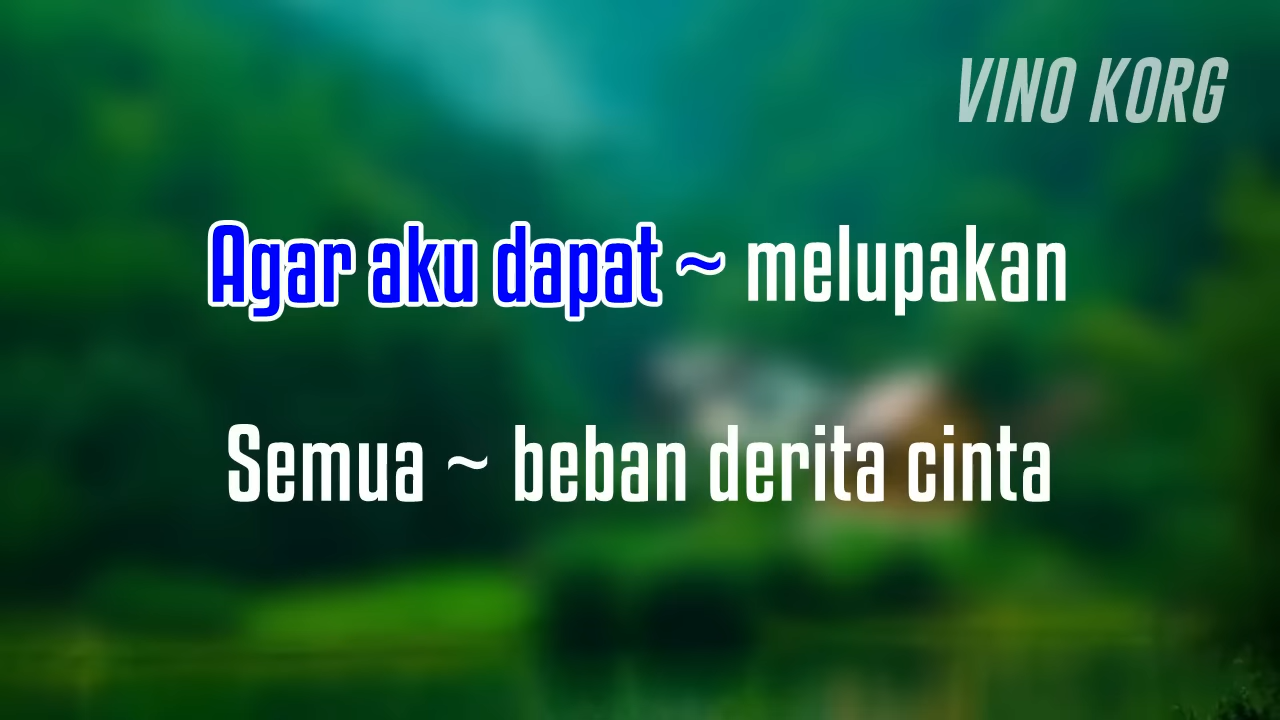 VINO KORG
Agar aku dapat ~ melupakan
Semua ~ beban derita cinta